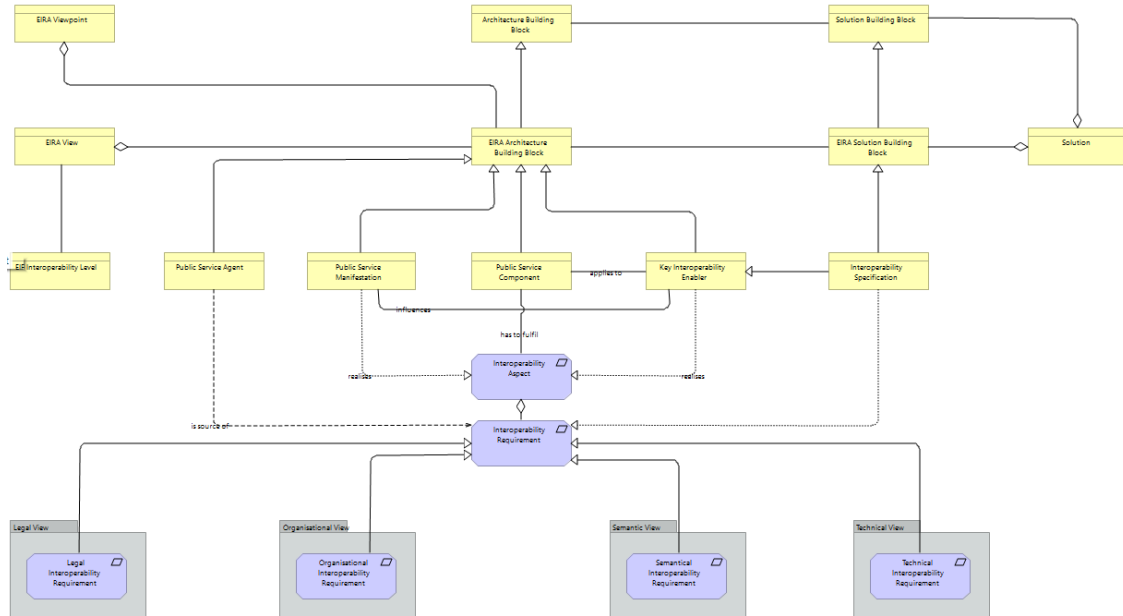 EIRA Viewpoint
Architecture Building
Block
Solution Building Block
EIRA View
EIRA Architecture
Building Block
EIRA Solution Building
Block
Solution
EIF Interoperability Level
Public Service Agent
Public Service
Manifestation
Public Service
Component
applies to
Key Interoperability
Enabler
Interoperability
Specification
influences
has to fulfil
Interoperability
Aspect
realises
realises
is source of
Interoperability
Requirement
Legal View
Organisational View
Semantic View
Technical View
Legal
Interoperability
Requirement
Organisational
Interoperability
Requirement
Semantical
Interoperability
Requirement
Technical
Interoperability
Requirement